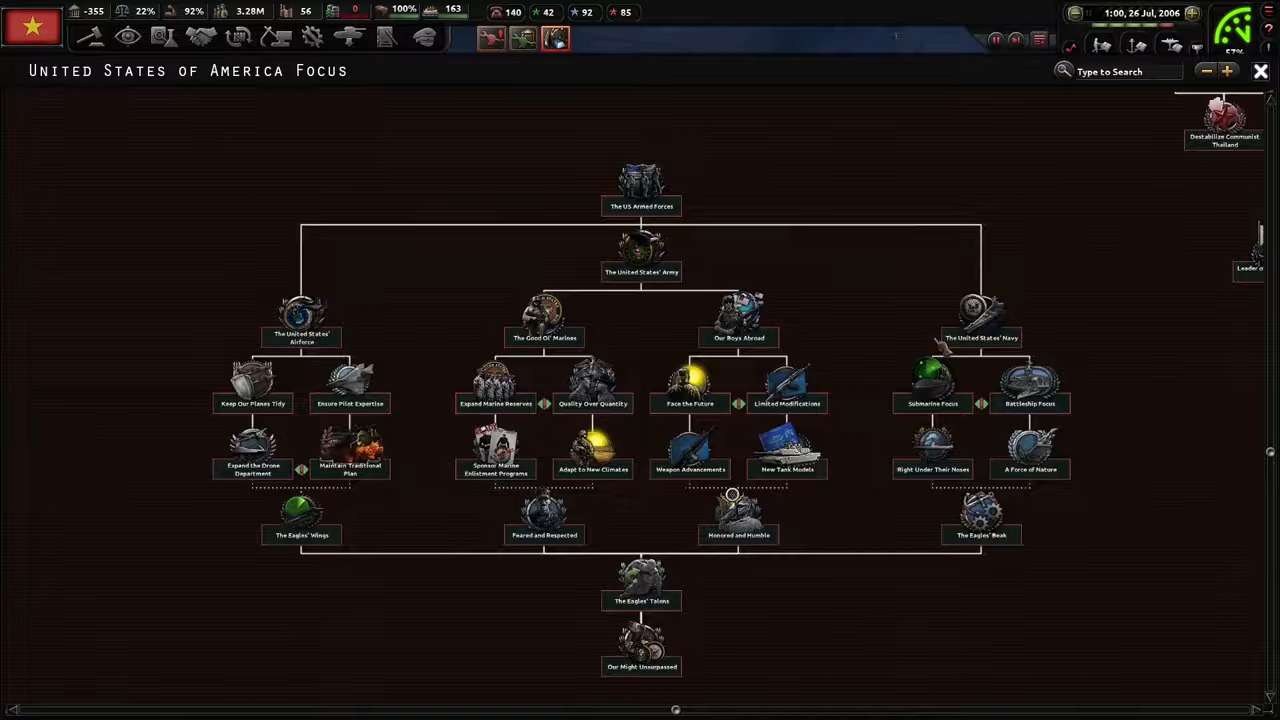 -355 22% 92% 3.28M 56 0 100% 163 140 42 92 85 1:00, 26 Jul, 2006
57%
United States of America Focus Type to Search
Destabilize Communist
Thailand
The US Armed Forces
The United States' Army
Leader o
The United States'
Airforce
The Good Ol' Marines
Our Boys Abroad
The United States' Navy
Keep Our Planes Tidy
Ensure Pilot Expertise
Expand Marine Reserves
Quality Over Quantity
Face the Future
Limited Modifications
Submarine Focus
Battleship Focus
Expand the Drone
Department
Maintain Traditional
Plan
Sponsor Marine
Enlistment Programs
Adapt to New Climates
Weapon Advancements
New Tank Models
Right Under Their Noses
A Force of Nature
The Eagles' Wings
Feared and Respected
Honored and Humble
The Eagles' Beak
The Eagles' Talons
Our Might Unsurpassed